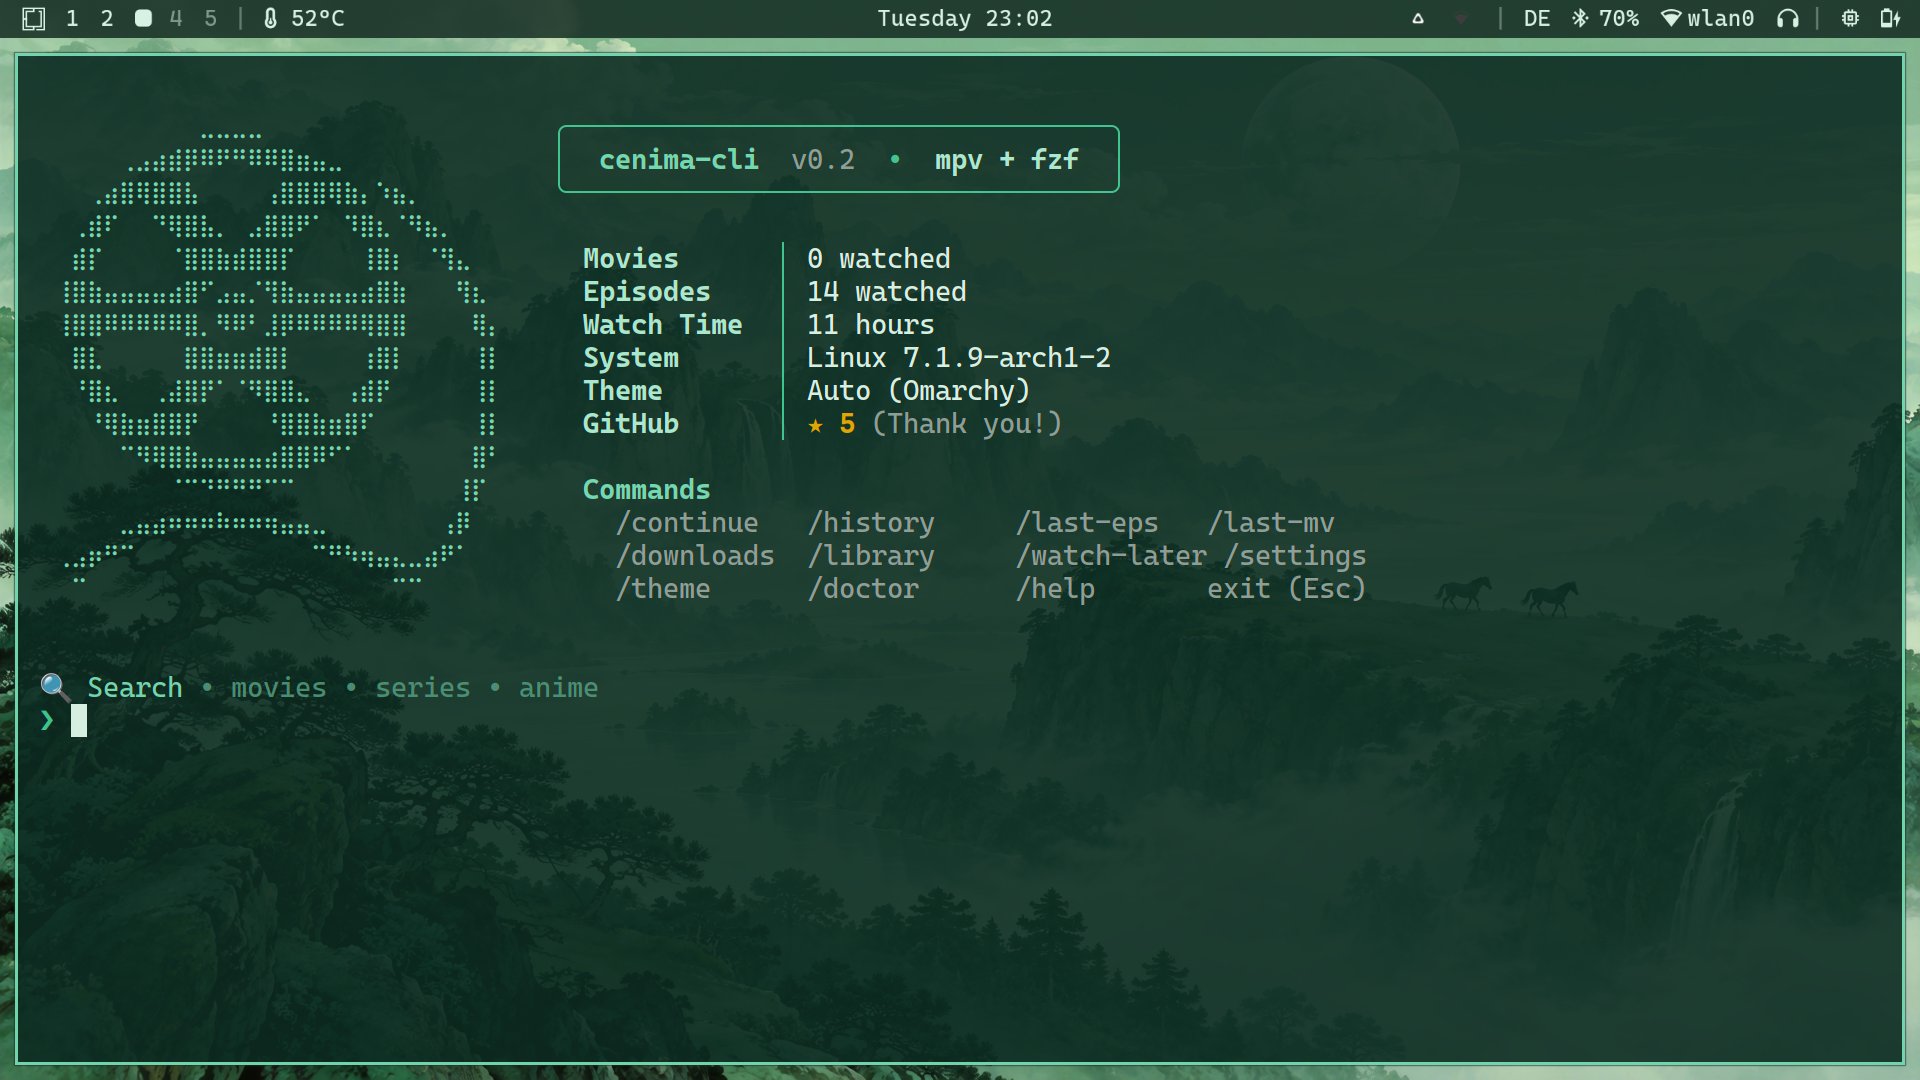 1 2 4 5 | 52°C
Tuesday 23:02
| DE 70% wlan0 |
cenima-cli v0.2 • mpv + fzf
Movies 0 watched
Episodes 14 watched
Watch Time 11 hours
System Linux 7.1.9-arch1-2
Theme Auto (Omarchy)
GitHub ★ 5 (Thank you!)
Commands
/continue /history /last-eps /last-mv
/downloads /library /watch-later /settings
/theme /doctor /help exit (Esc)
🔍 Search • movies • series • anime
❯